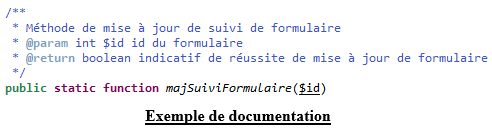 /**
 * Méthode de mise à jour de suivi de formulaire
 * @param int $id id du formulaire
 * @return boolean indicatif de réussite de mise à jour de formulaire
 */
public static function majSuiviFormulaire($id)
Exemple de documentation